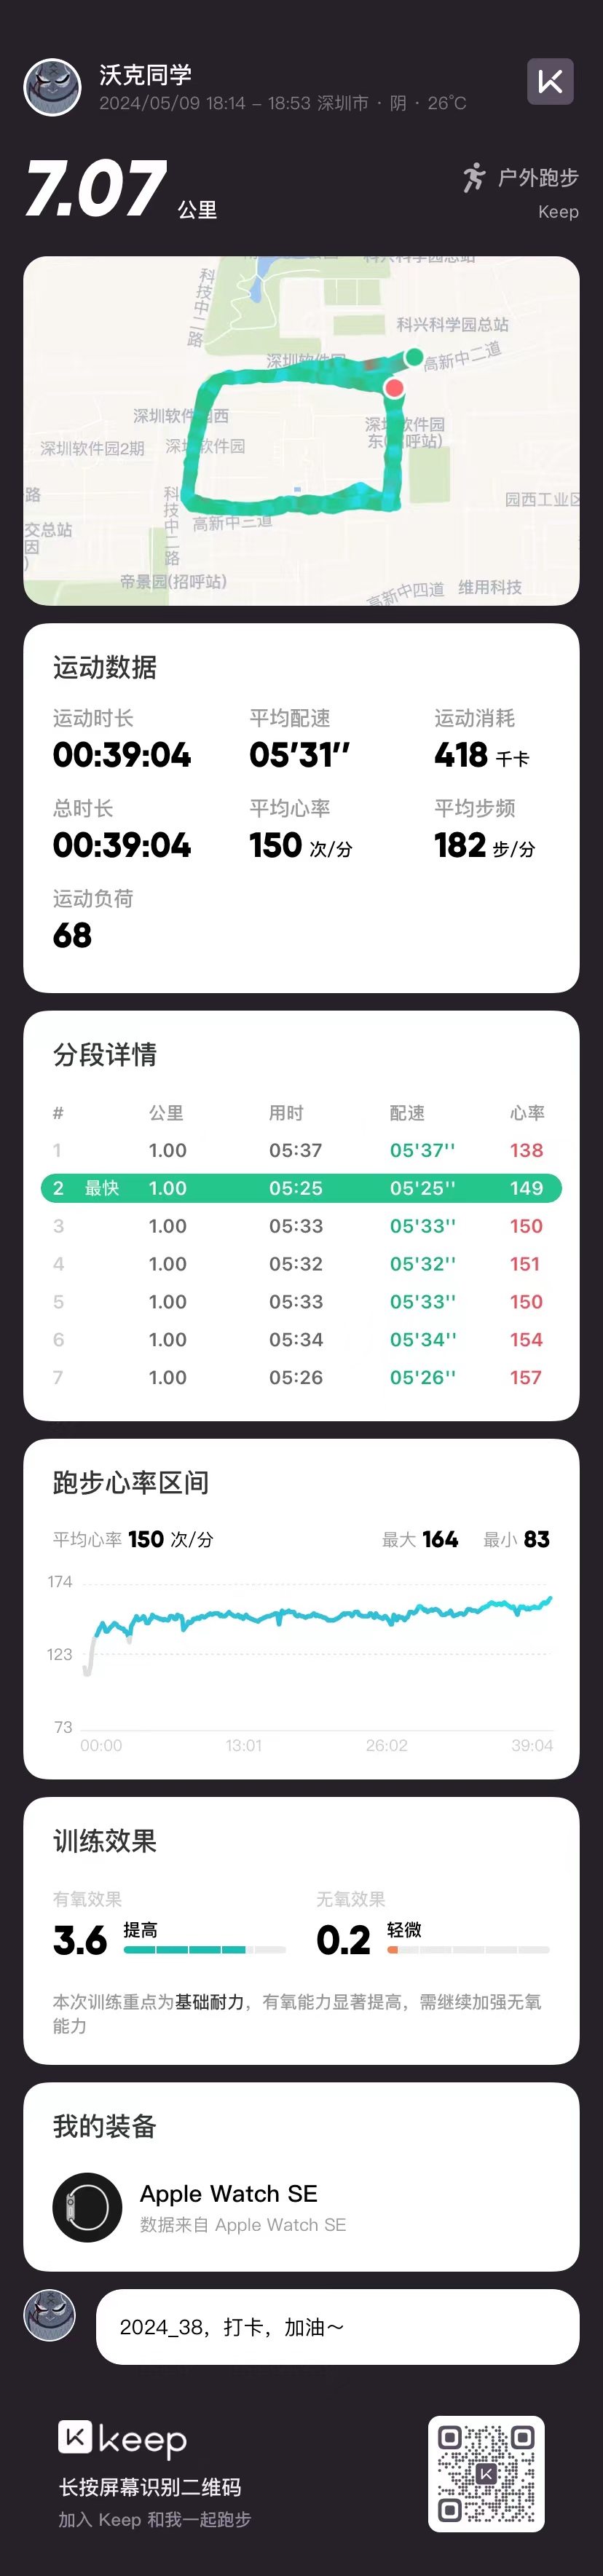 沃克同学
2024/05/09 18:14 – 18:53 深圳市 · 阴 · 26°C
7.07 公里
户外跑步
Keep
科兴科学园总站
科技中二路
科兴科学园总站
深圳软件园
高新中二道
深圳软件园西
深圳软件园东(招呼站)
深圳软件园2期
深圳软件园
路
科技中二路
高新中三道
园西工业区
交总站
因
)
帝景园(招呼站)
高新中四道
维用科技
运动数据
运动时长 平均配速 运动消耗
00:39:04 05'31'' 418 千卡
总时长 平均心率 平均步频
00:39:04 150 次/分 182 步/分
运动负荷
68
分段详情
# 公里 用时 配速 心率
1 1.00 05:37 05'37'' 138
2 最快 1.00 05:25 05'25'' 149
3 1.00 05:33 05'33'' 150
4 1.00 05:32 05'32'' 151
5 1.00 05:33 05'33'' 150
6 1.00 05:34 05'34'' 154
7 1.00 05:26 05'26'' 157
跑步心率区间
平均心率 150 次/分 最大 164 最小 83
174
123
73
00:00 13:01 26:02 39:04
训练效果
有氧效果 无氧效果
3.6 提高 0.2 轻微
本次训练重点为基础耐力，有氧能力显著提高，需继续加强无氧
能力
我的装备
Apple Watch SE
数据来自 Apple Watch SE
2024_38，打卡，加油～
keep
长按屏幕识别二维码
加入 Keep 和我一起跑步